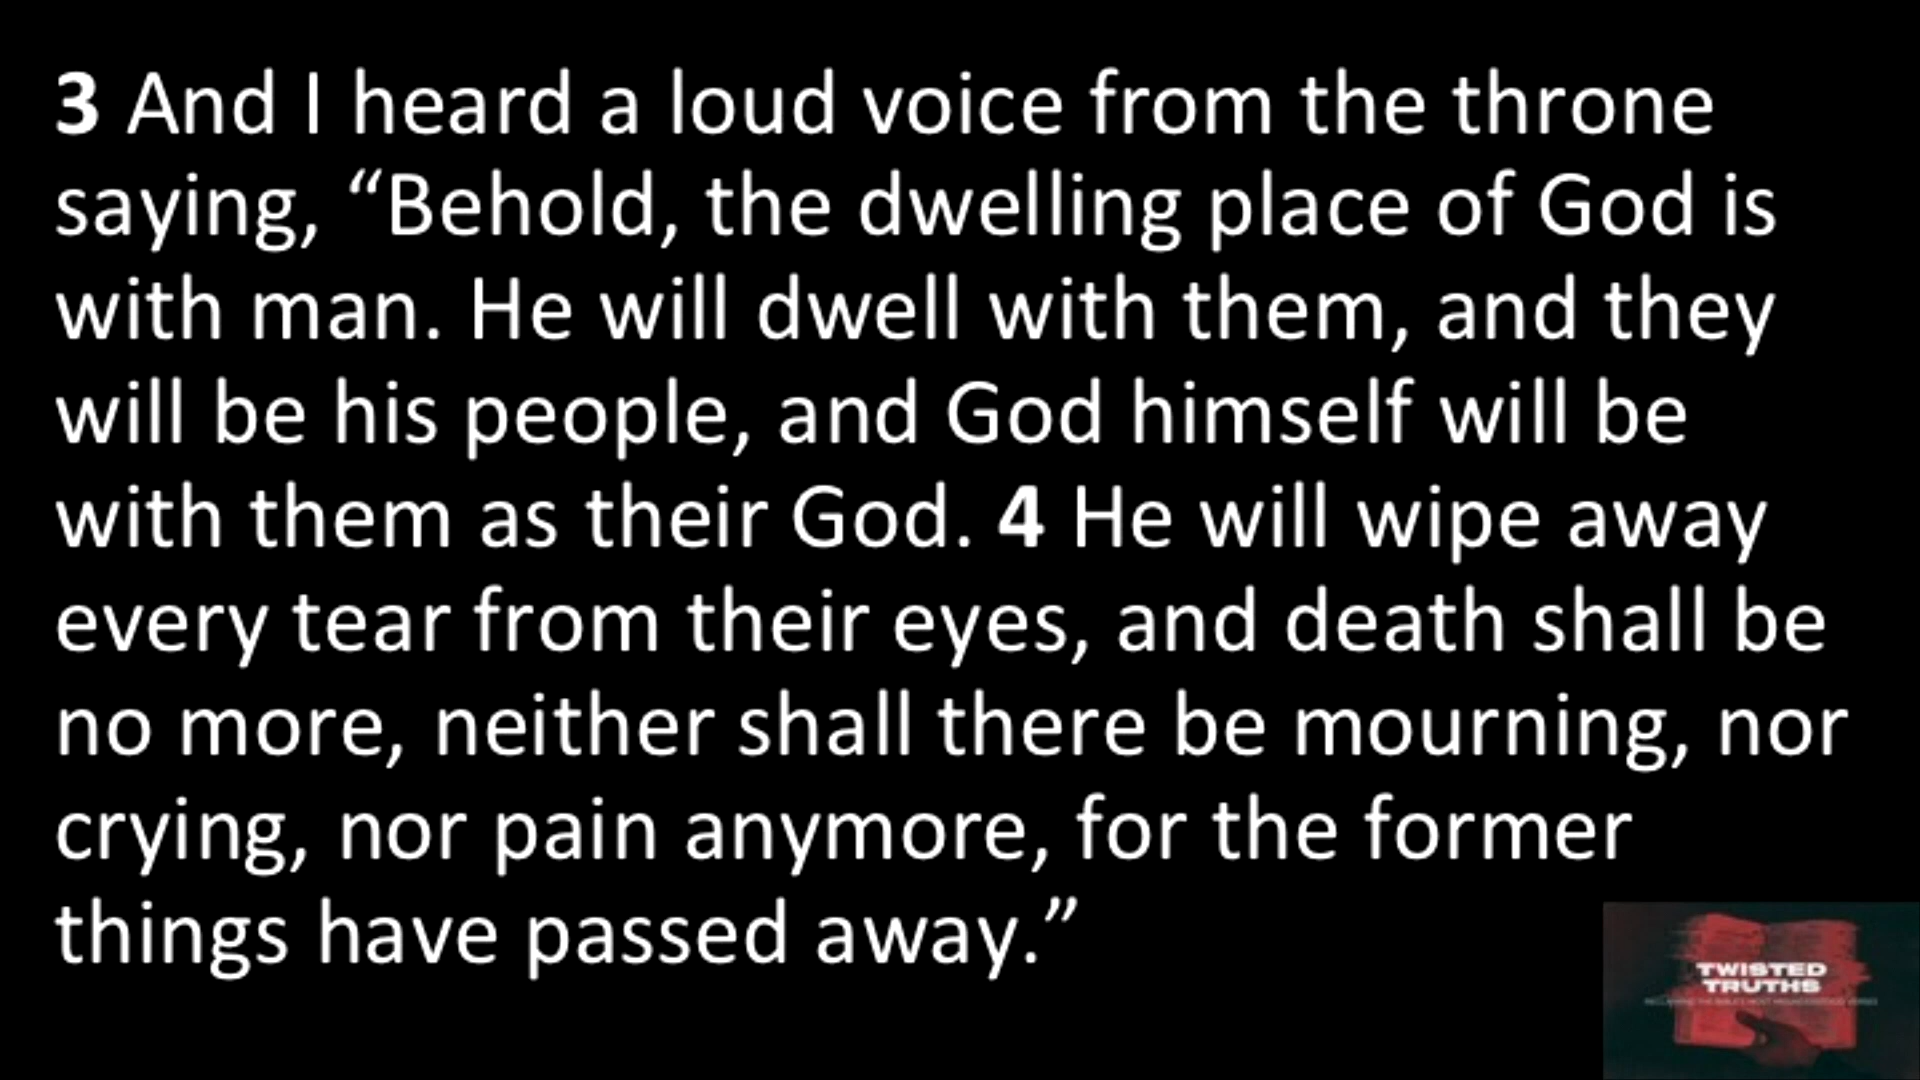 3 And I heard a loud voice from the throne
saying, “Behold, the dwelling place of God is
with man. He will dwell with them, and they
will be his people, and God himself will be
with them as their God. 4 He will wipe away
every tear from their eyes, and death shall be
no more, neither shall there be mourning, nor
crying, nor pain anymore, for the former
things have passed away.”
TWISTED
TRUTHS